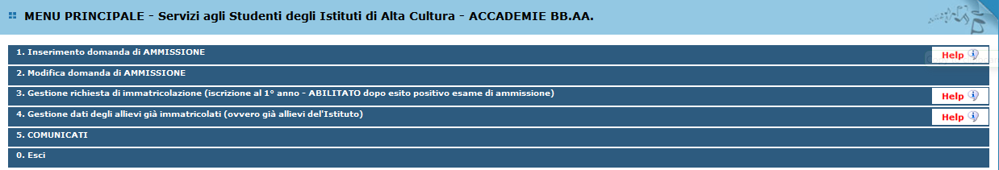 MENU PRINCIPALE - Servizi agli Studenti degli Istituti di Alta Cultura - ACCADEMIE BB.AA.
1. Inserimento domanda di AMMISSIONE
Help
2. Modifica domanda di AMMISSIONE
3. Gestione richiesta di immatricolazione (iscrizione al 1° anno - ABILITATO dopo esito positivo esame di ammissione)
Help
4. Gestione dati degli allievi già immatricolati (ovvero già allievi del'Istituto)
Help
5. COMUNICATI
0. Esci